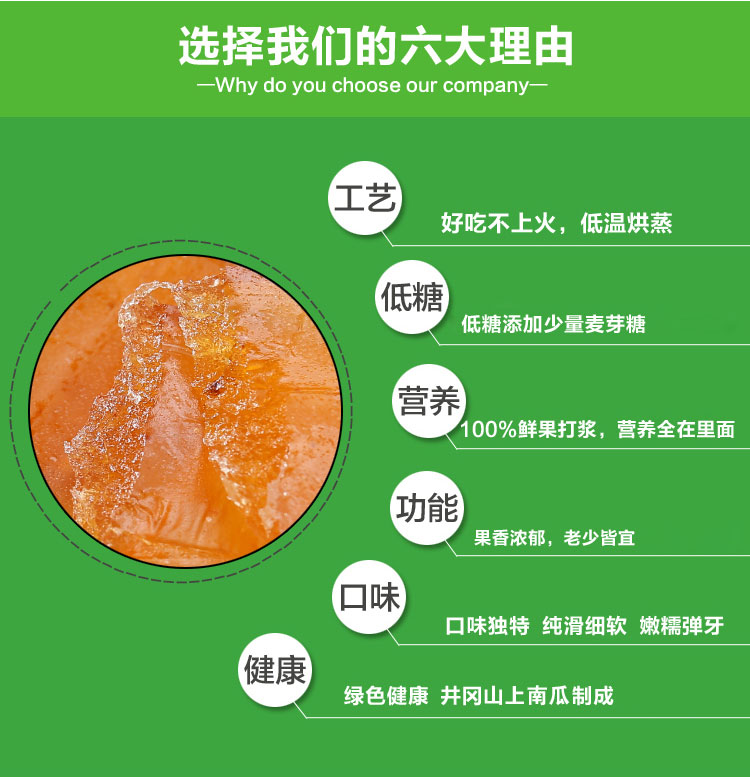 选择我们的六大理由
—Why do you choose our company—
工艺
好吃不上火，低温烘蒸
低糖
低糖添加少量麦芽糖
营养
100%鲜果打浆，营养全在里面
功能
果香浓郁，老少皆宜
口味
口味独特 纯滑细软 嫩糯弹牙
健康
绿色健康 井冈山上南瓜制成